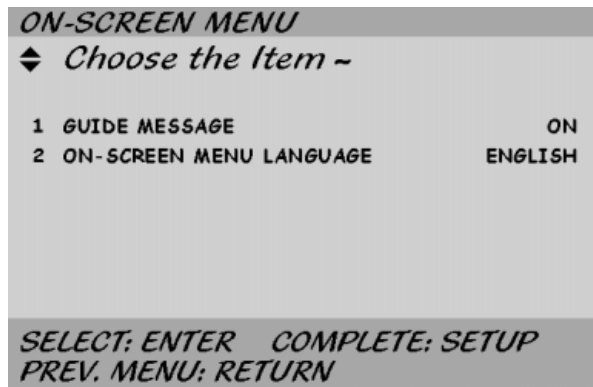 ON-SCREEN MENU
Choose the Item ~
1 GUIDE MESSAGE ON
2 ON-SCREEN MENU LANGUAGE ENGLISH
SELECT: ENTER COMPLETE: SETUP
PREV. MENU: RETURN